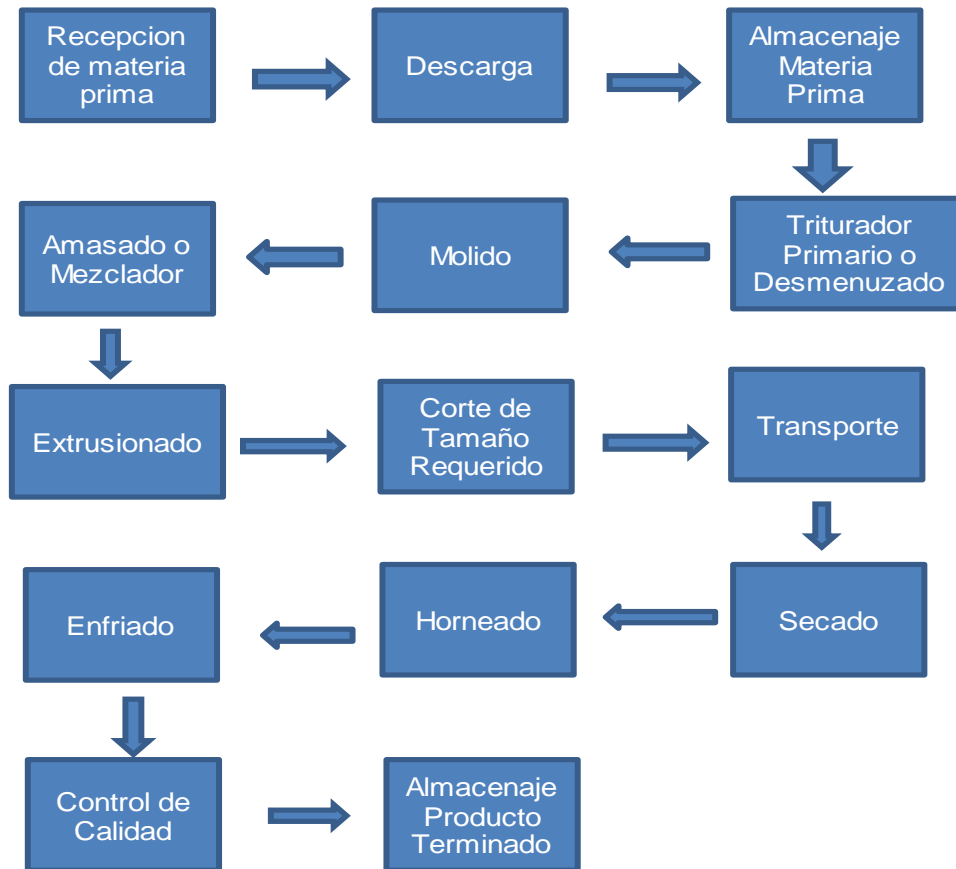 Recepcion
de materia
prima
Descarga
Almacenaje
Materia
Prima
Triturador
Primario o
Desmenuzado
Molido
Amasado o
Mezclador
Extrusionado
Corte de
Tamaño
Requerido
Transporte
Secado
Horneado
Enfriado
Control de
Calidad
Almacenaje
Producto
Terminado